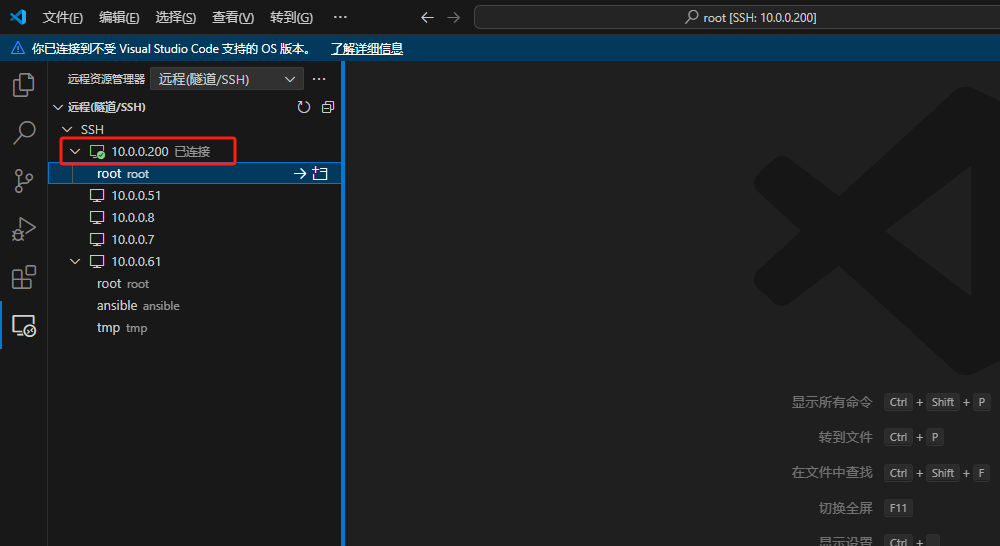 文件(F) 编辑(E) 选择(S) 查看(V) 转到(G) ··· root [SSH: 10.0.0.200]
你已连接到不受 Visual Studio Code 支持的 OS 版本。 了解详细信息
远程资源管理器 远程(隧道/SSH) ···
远程(隧道/SSH)
SSH
10.0.0.200 已连接
root root
10.0.0.51
10.0.0.8
10.0.0.7
10.0.0.61
root root
ansible ansible
tmp tmp
显示所有命令 Ctrl + Shift + P
转到文件 Ctrl + P
在文件中查找 Ctrl + Shift + F
切换全屏 F11
显示设置 Ctrl +